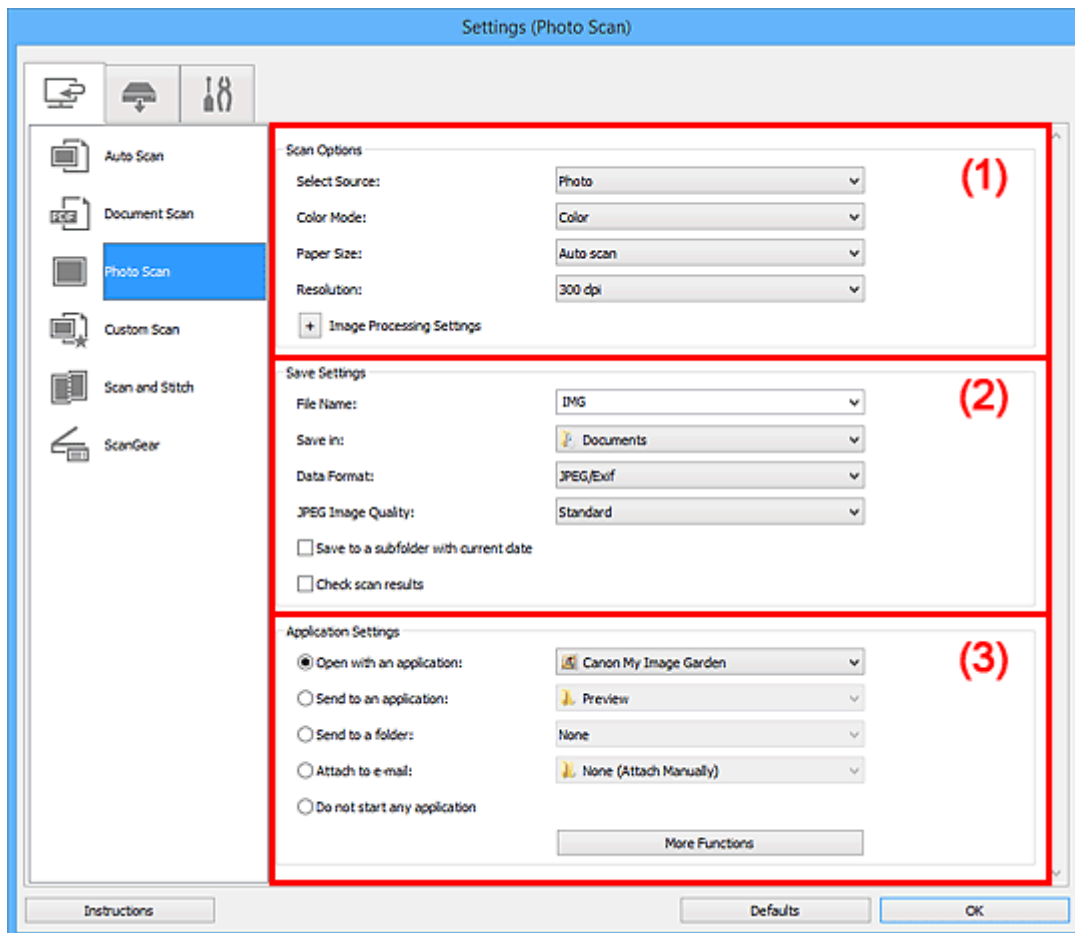 Settings (Photo Scan)
Auto Scan
PDF
Document Scan
Photo Scan
Custom Scan
Scan and Stitch
ScanGear
Scan Options
(1)
Select Source: Photo
Color Mode: Color
Paper Size: Auto scan
Resolution: 300 dpi
+ Image Processing Settings
Save Settings
(2)
File Name: IMG
Save in: Documents
Data Format: JPEG/Exif
JPEG Image Quality: Standard
Save to a subfolder with current date
Check scan results
Application Settings
(3)
Open with an application: Canon My Image Garden
Send to an application: Preview
Send to a folder: None
Attach to e-mail: None (Attach Manually)
Do not start any application
More Functions
Instructions Defaults OK